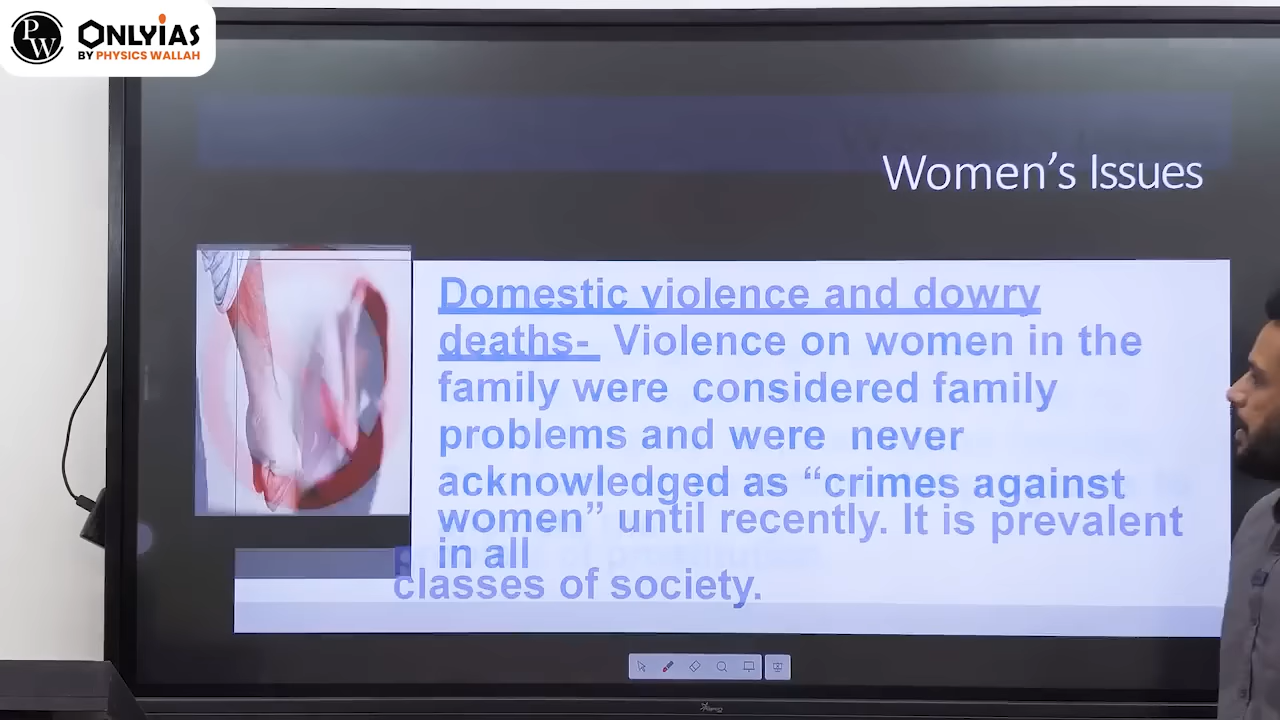 PW
ONLYIAS
BY PHYSICS WALLAH
Women’s Issues
Domestic violence and dowry
deaths- Violence on women in the
family were considered family
problems and were never
acknowledged as “crimes against
women” until recently. It is prevalent
in all
classes of society.